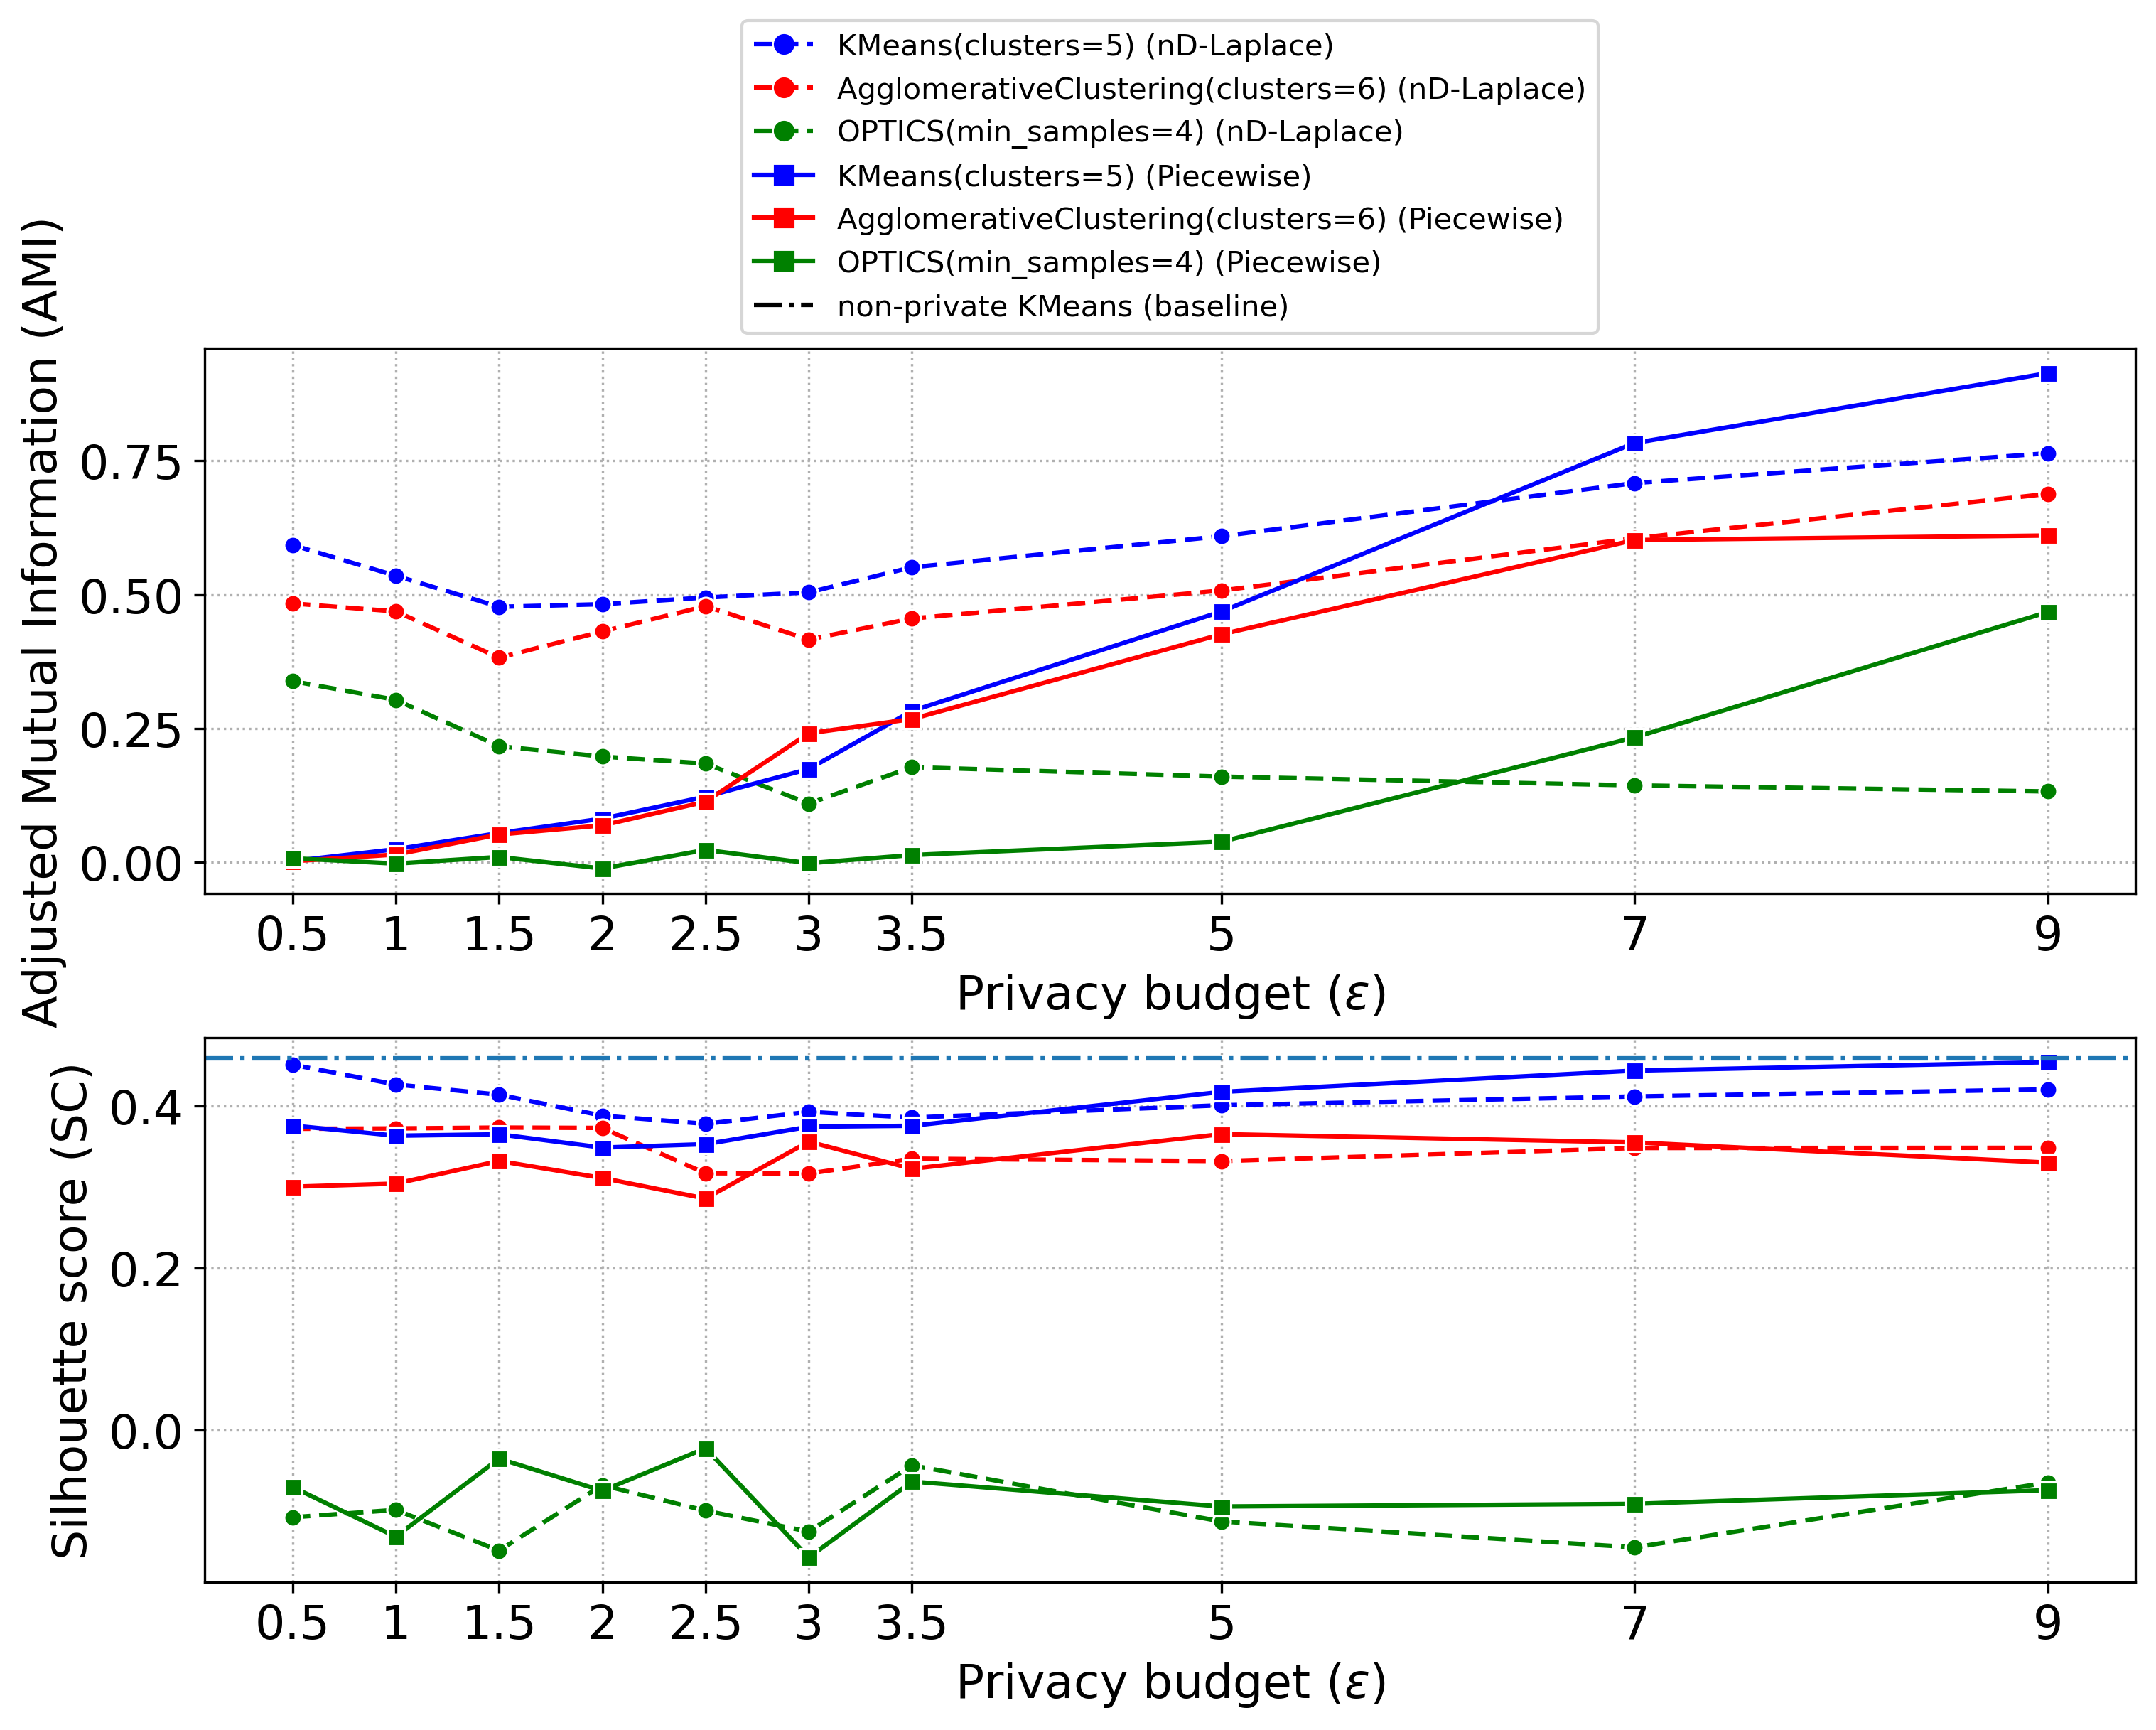 KMeans(clusters=5) (nD-Laplace)
AgglomerativeClustering(clusters=6) (nD-Laplace)
OPTICS(min_samples=4) (nD-Laplace)
KMeans(clusters=5) (Piecewise)
AgglomerativeClustering(clusters=6) (Piecewise)
OPTICS(min_samples=4) (Piecewise)
non-private KMeans (baseline)
Adjusted Mutual Information (AMI)
0.75
0.50
0.25
0.00
0.5 1 1.5 2 2.5 3 3.5 5 7 9
Privacy budget (ε)
Silhouette score (SC)
0.4
0.2
0.0
0.5 1 1.5 2 2.5 3 3.5 5 7 9
Privacy budget (ε)